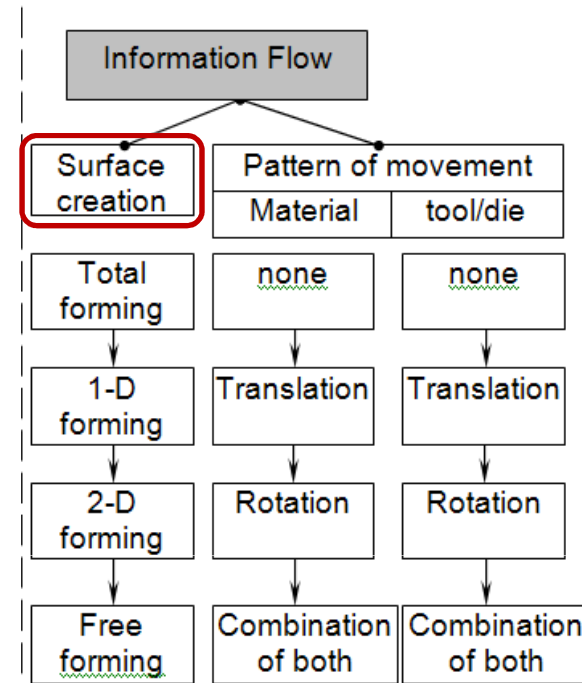 Information Flow
Surface
creation
Pattern of movement
Material
tool/die
Total
forming
none
none
1-D
forming
Translation
Translation
2-D
forming
Rotation
Rotation
Free
forming
Combination
of both
Combination
of both